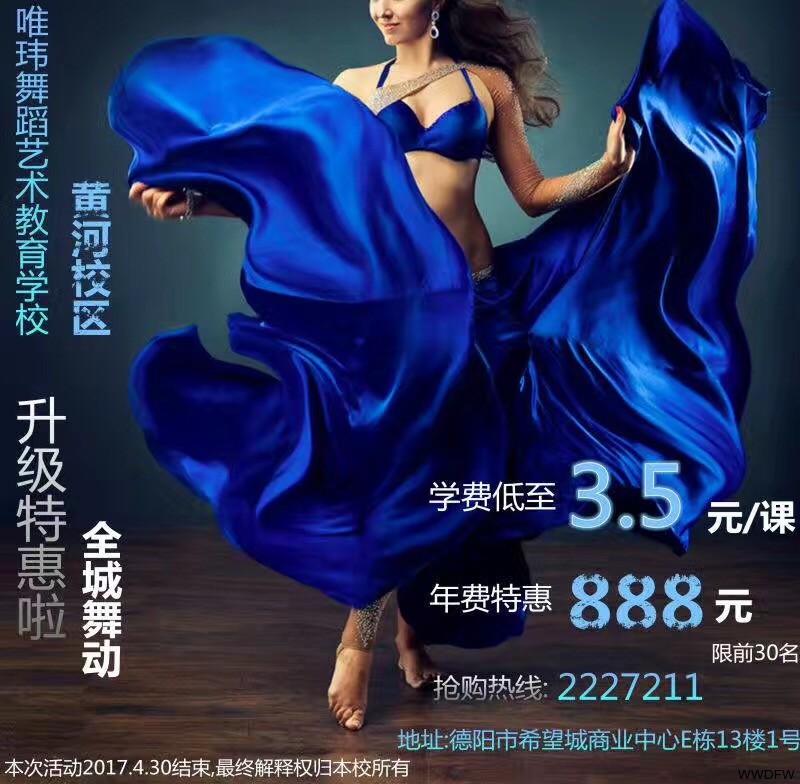 唯玮舞蹈艺术教育学校
黄河校区
升级特惠啦
全城舞动
学费低至 3.5 元/课
年费特惠 888 元
限前30名
抢购热线: 2227211
地址:德阳市希望城商业中心E栋13楼1号
本次活动2017.4.30结束,最终解释权归本校所有
WWDFW